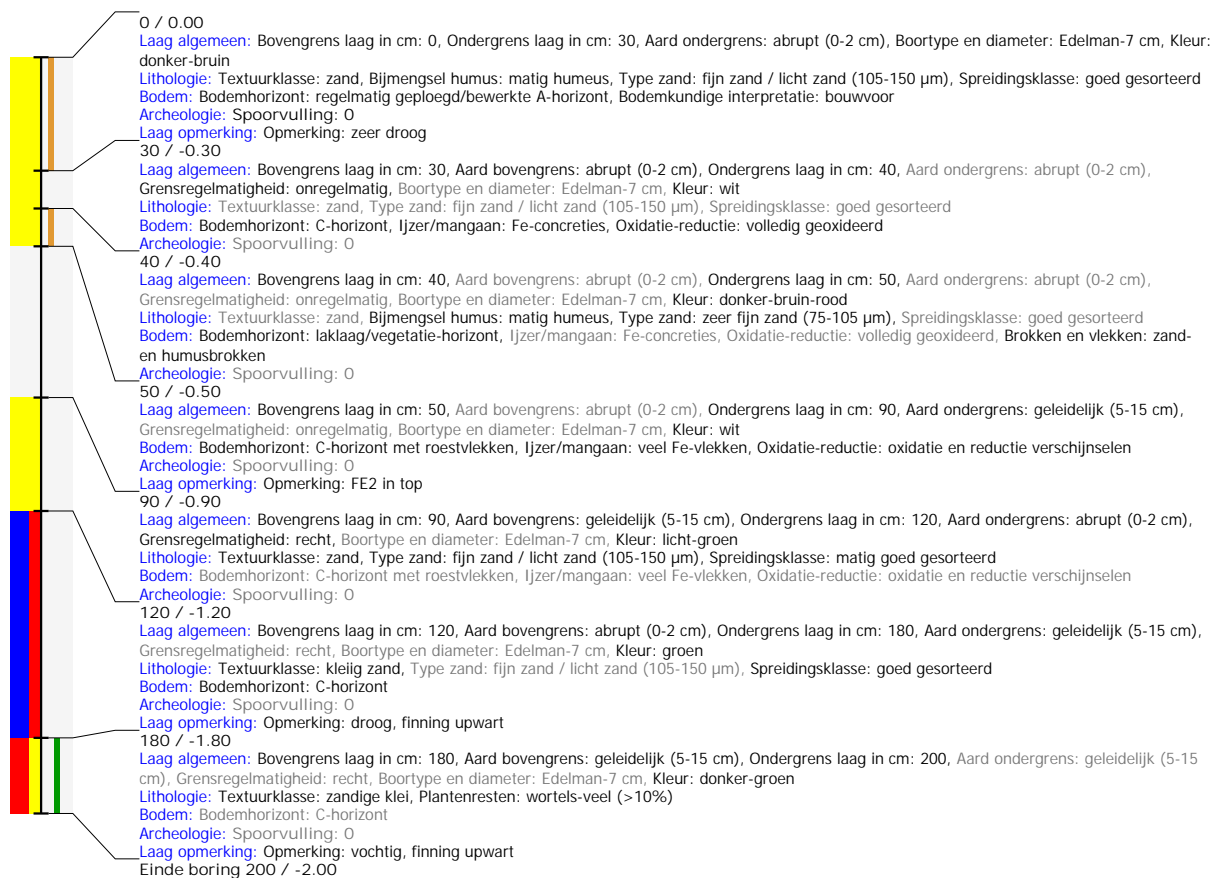 0 / 0.00
Laag algemeen: Bovengrens laag in cm: 0, Ondergrens laag in cm: 30, Aard ondergrens: abrupt (0-2 cm), Boortype en diameter: Edelman-7 cm, Kleur:
donker-bruin
Lithologie: Textuurklasse: zand, Bijmengsel humus: matig humeus, Type zand: fijn zand / licht zand (105-150 µm), Spreidingsklasse: goed gesorteerd
Bodem: Bodemhorizont: regelmatig geploegd/bewerkte A-horizont, Bodemkundige interpretatie: bouwvoor
Archeologie: Spoorvulling: 0
Laag opmerking: Opmerking: zeer droog
30 / -0.30
Laag algemeen: Bovengrens laag in cm: 30, Aard bovengrens: abrupt (0-2 cm), Ondergrens laag in cm: 40, Aard ondergrens: abrupt (0-2 cm),
Grensregelmatigheid: onregelmatig, Boortype en diameter: Edelman-7 cm, Kleur: wit
Lithologie: Textuurklasse: zand, Type zand: fijn zand / licht zand (105-150 µm), Spreidingsklasse: goed gesorteerd
Bodem: Bodemhorizont: C-horizont, Ijzer/mangaan: Fe-concreties, Oxidatie-reductie: volledig geoxideerd
Archeologie: Spoorvulling: 0
40 / -0.40
Laag algemeen: Bovengrens laag in cm: 40, Aard bovengrens: abrupt (0-2 cm), Ondergrens laag in cm: 50, Aard ondergrens: abrupt (0-2 cm),
Grensregelmatigheid: onregelmatig, Boortype en diameter: Edelman-7 cm, Kleur: donker-bruin-rood
Lithologie: Textuurklasse: zand, Bijmengsel humus: matig humeus, Type zand: zeer fijn zand (75-105 µm), Spreidingsklasse: goed gesorteerd
Bodem: Bodemhorizont: laklaag/vegetatie-horizont, Ijzer/mangaan: Fe-concreties, Oxidatie-reductie: volledig geoxideerd, Brokken en vlekken: zand-
en humusbrokken
Archeologie: Spoorvulling: 0
50 / -0.50
Laag algemeen: Bovengrens laag in cm: 50, Aard bovengrens: abrupt (0-2 cm), Ondergrens laag in cm: 90, Aard ondergrens: geleidelijk (5-15 cm),
Grensregelmatigheid: onregelmatig, Boortype en diameter: Edelman-7 cm, Kleur: wit
Bodem: Bodemhorizont: C-horizont met roestvlekken, Ijzer/mangaan: veel Fe-vlekken, Oxidatie-reductie: oxidatie en reductie verschijnselen
Archeologie: Spoorvulling: 0
Laag opmerking: Opmerking: FE2 in top
90 / -0.90
Laag algemeen: Bovengrens laag in cm: 90, Aard bovengrens: geleidelijk (5-15 cm), Ondergrens laag in cm: 120, Aard ondergrens: abrupt (0-2 cm),
Grensregelmatigheid: recht, Boortype en diameter: Edelman-7 cm, Kleur: licht-groen
Lithologie: Textuurklasse: zand, Type zand: fijn zand / licht zand (105-150 µm), Spreidingsklasse: matig goed gesorteerd
Bodem: Bodemhorizont: C-horizont met roestvlekken, Ijzer/mangaan: veel Fe-vlekken, Oxidatie-reductie: oxidatie en reductie verschijnselen
Archeologie: Spoorvulling: 0
120 / -1.20
Laag algemeen: Bovengrens laag in cm: 120, Aard bovengrens: abrupt (0-2 cm), Ondergrens laag in cm: 180, Aard ondergrens: geleidelijk (5-15 cm),
Grensregelmatigheid: recht, Boortype en diameter: Edelman-7 cm, Kleur: groen
Lithologie: Textuurklasse: kleiig zand, Type zand: fijn zand / licht zand (105-150 µm), Spreidingsklasse: goed gesorteerd
Bodem: Bodemhorizont: C-horizont
Archeologie: Spoorvulling: 0
Laag opmerking: Opmerking: droog, finning upwart
180 / -1.80
Laag algemeen: Bovengrens laag in cm: 180, Aard bovengrens: geleidelijk (5-15 cm), Ondergrens laag in cm: 200, Aard ondergrens: geleidelijk (5-15
cm), Grensregelmatigheid: recht, Boortype en diameter: Edelman-7 cm, Kleur: donker-groen
Lithologie: Textuurklasse: zandige klei, Plantenresten: wortels-veel (>10%)
Bodem: Bodemhorizont: C-horizont
Archeologie: Spoorvulling: 0
Laag opmerking: Opmerking: vochtig, finning upwart
Einde boring 200 / -2.00